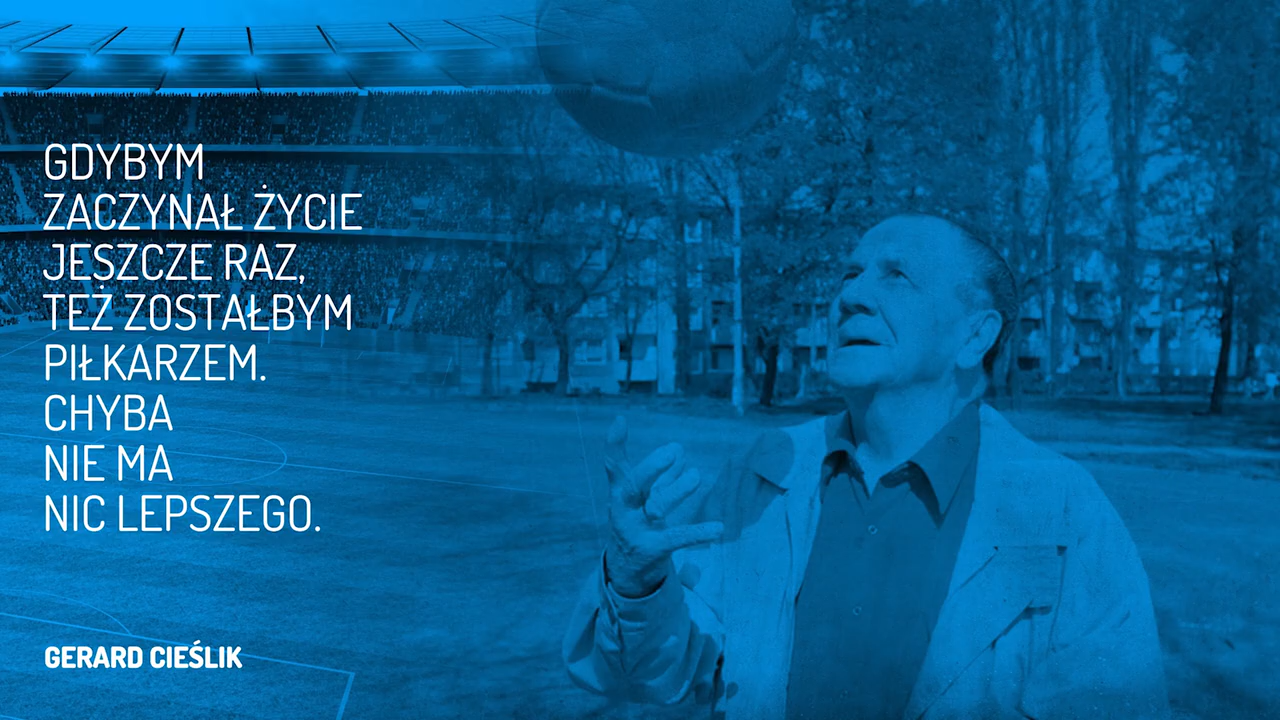 GDYBYM
ZACZYNAŁ ŻYCIE
JESZCZE RAZ,
TEŻ ZOSTAŁBYM
PIŁKARZEM.
CHYBA
NIE MA
NIC LEPSZEGO.
GERARD CIEŚLIK